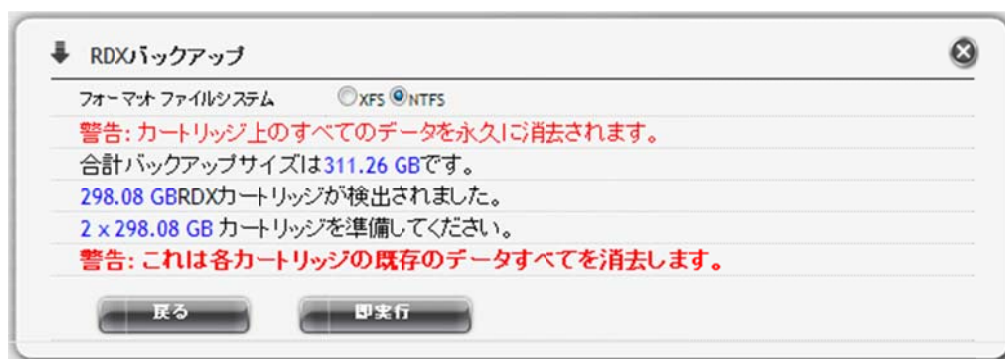 RDXバックアップ
フォーマット ファイルシステム XFS NTFS
警告: カートリッジ上のすべてのデータを永久に消去されます。
合計バックアップサイズは311.26 GBです。
298.08 GBRDXカートリッジが検出されました。
2 x 298.08 GB カートリッジを準備してください。
警告: これは各カートリッジの既存のデータすべてを消去します。
戻る 即実行